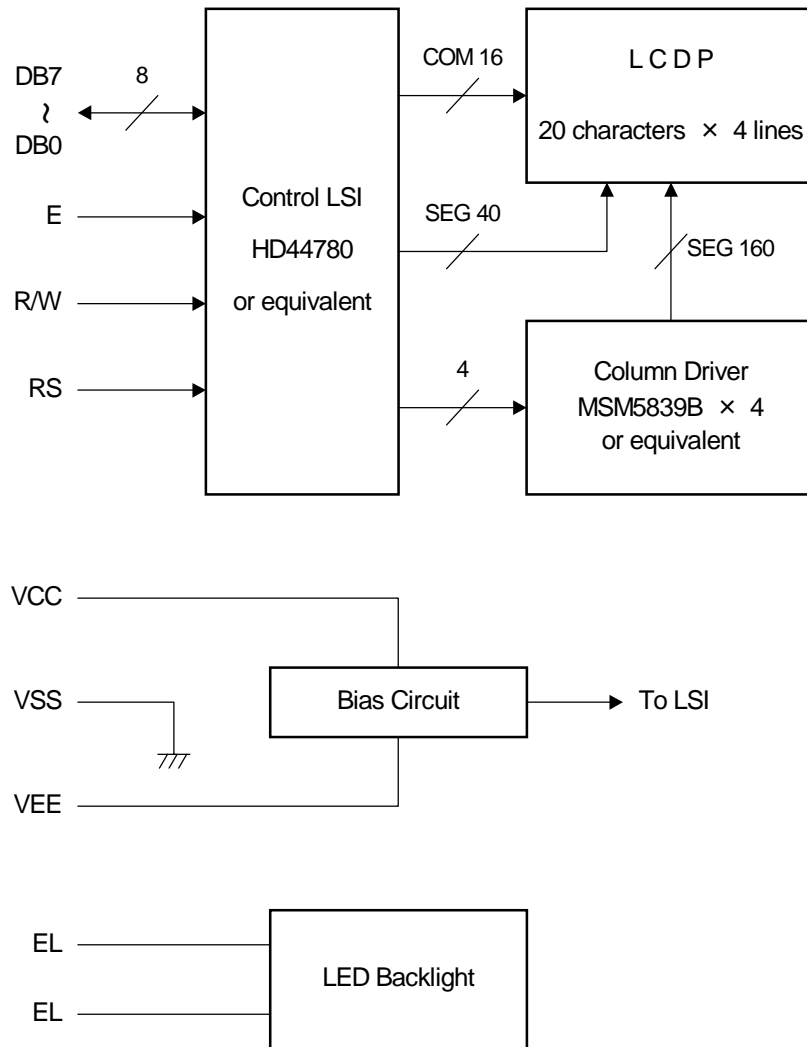 DB7
~
DB0
8
E
R/W
RS
Control LSI
HD44780
or equivalent
COM 16
SEG 40
4
L C D P
20 characters × 4 lines
SEG 160
Column Driver
MSM5839B × 4
or equivalent
VCC
VSS
VEE
Bias Circuit
To LSI
EL
EL
LED Backlight